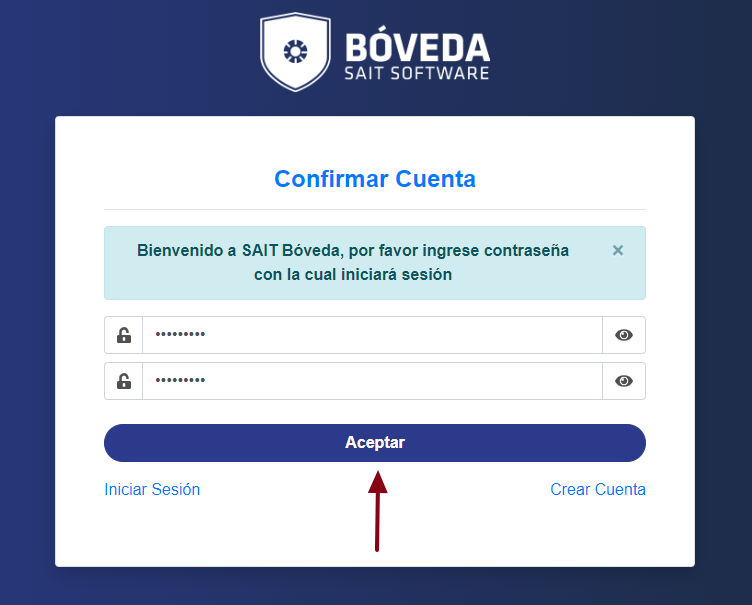 BÓVEDA
SAIT SOFTWARE
Confirmar Cuenta
Bienvenido a SAIT Bóveda, por favor ingrese contraseña
con la cual iniciará sesión
×
•••••••••
•••••••••
Aceptar
Iniciar Sesión
Crear Cuenta